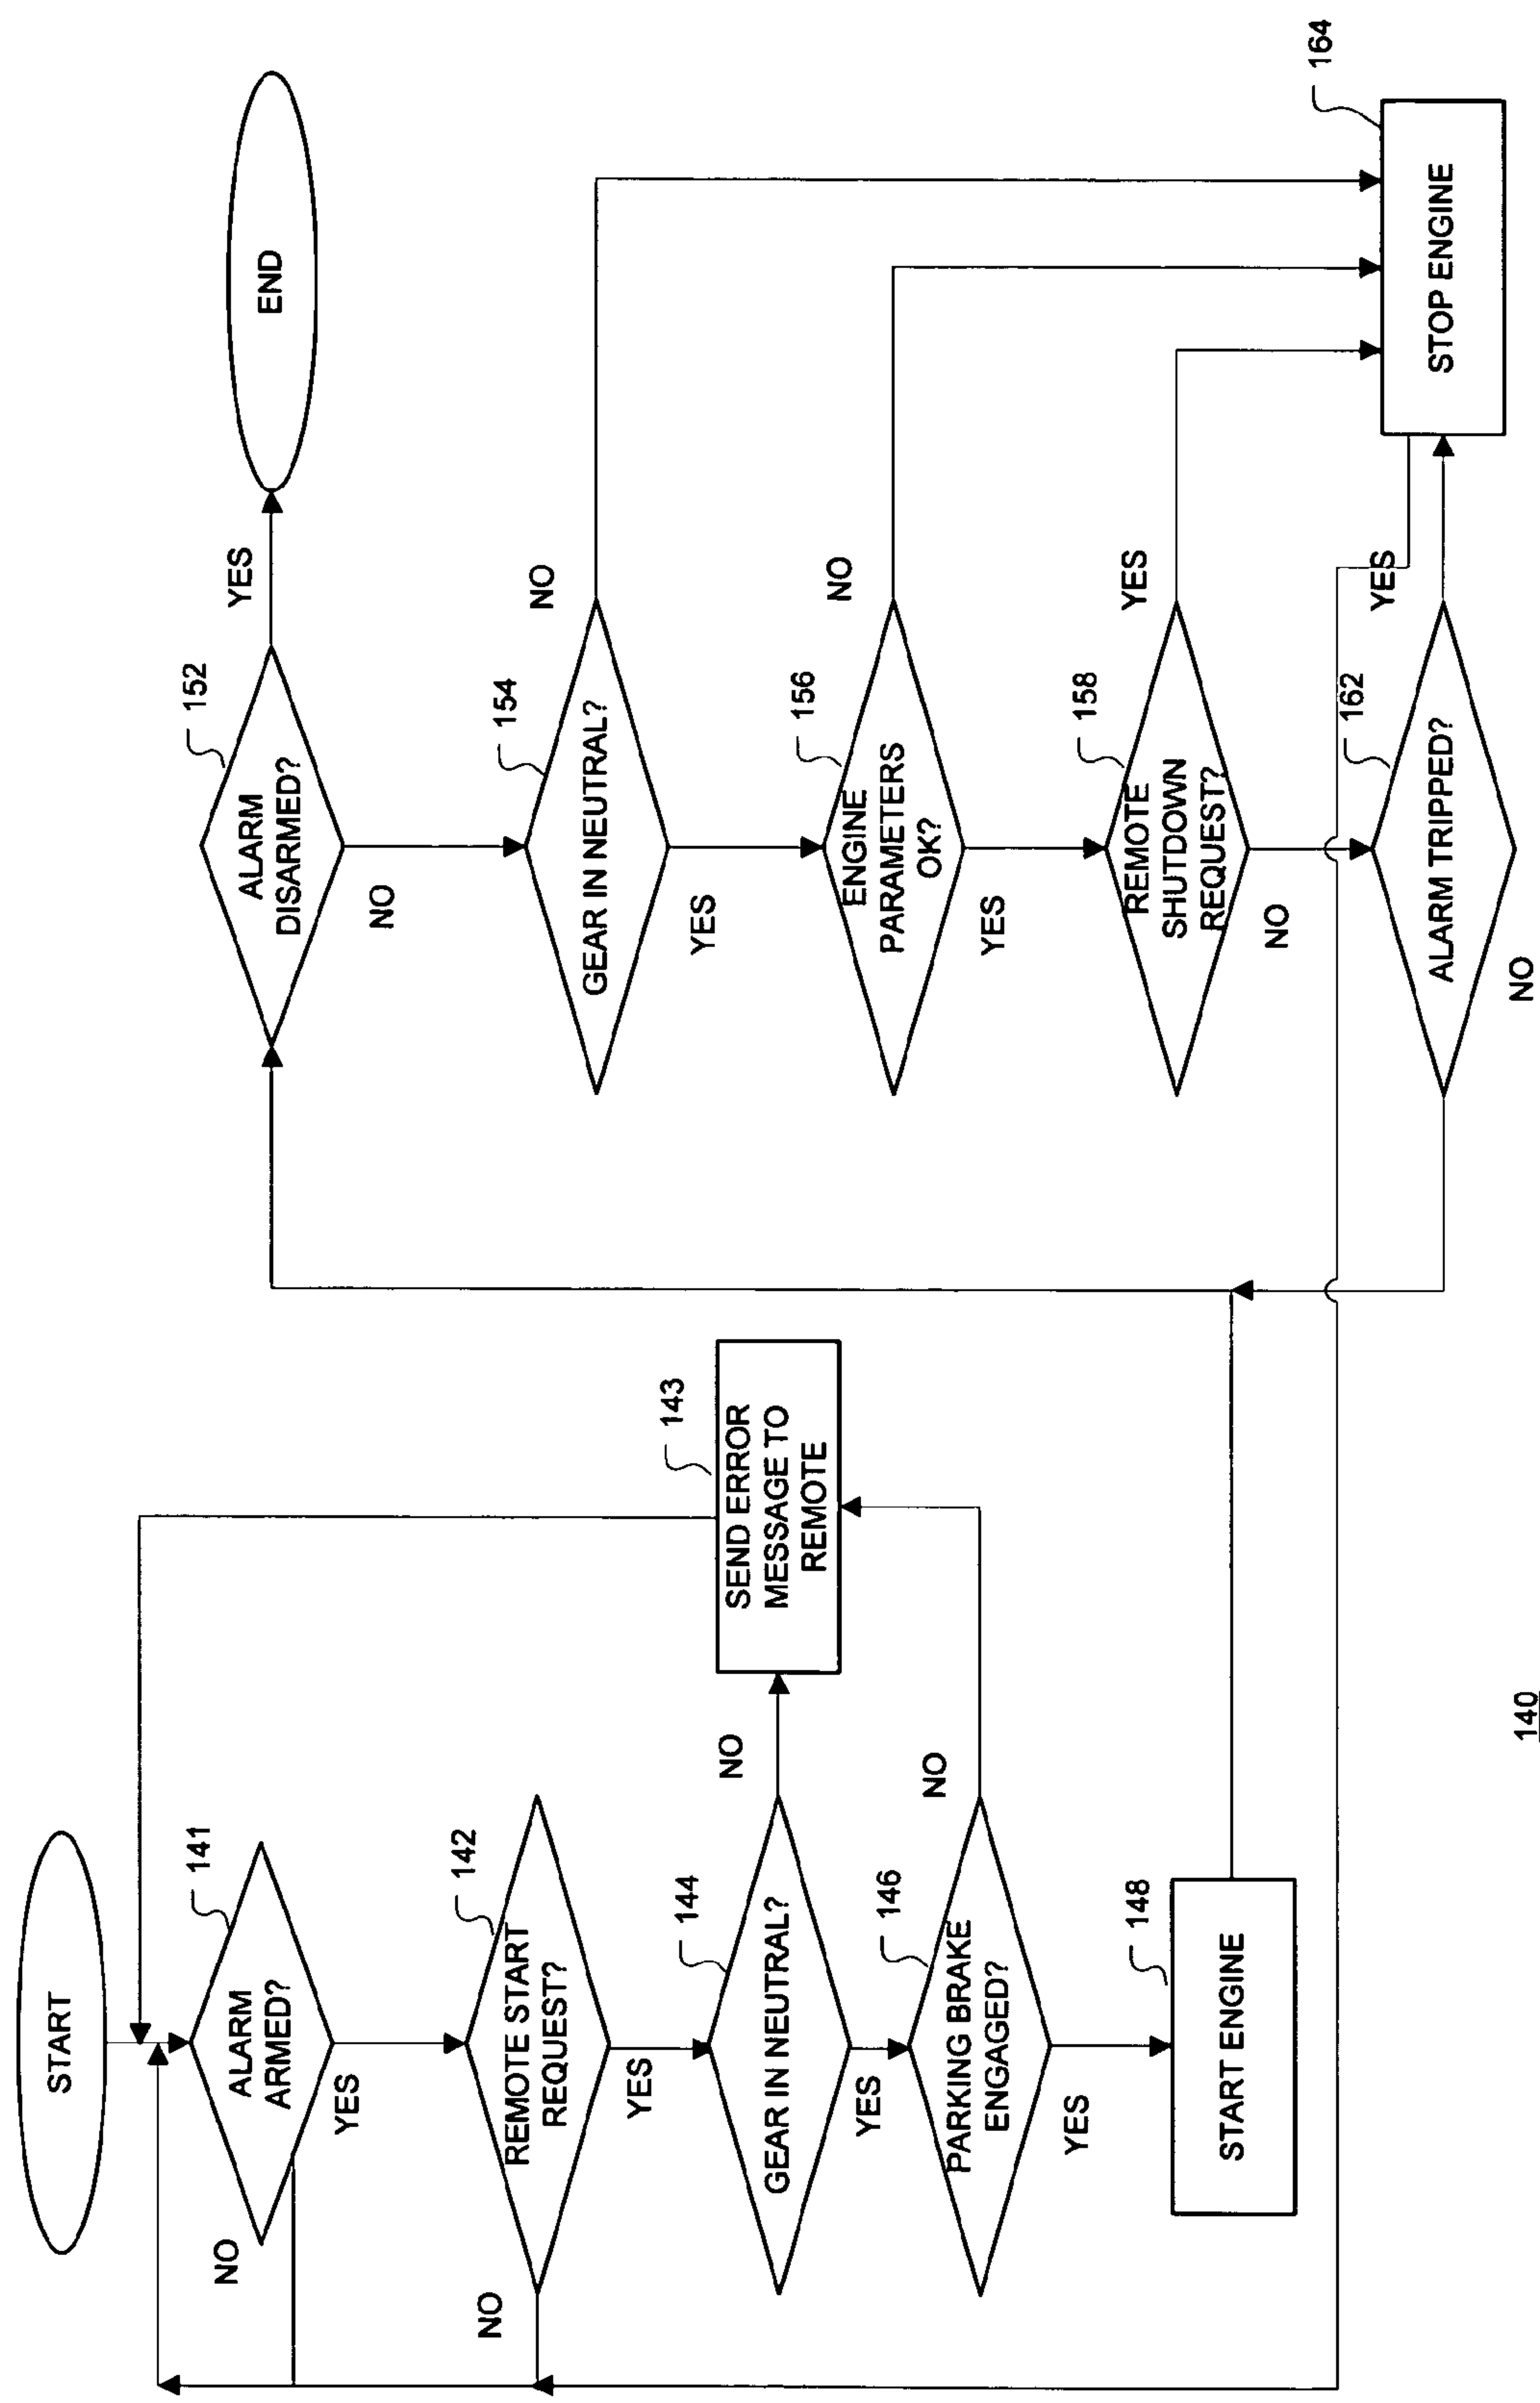 START
141
ALARM
ARMED?
NO
YES
142
REMOTE START
REQUEST?
NO
YES
144
GEAR IN NEUTRAL?
NO
YES
143
SEND ERROR
MESSAGE TO
REMOTE
146
PARKING BRAKE
ENGAGED?
NO
YES
148
START ENGINE
152
ALARM
DISARMED?
YES
END
NO
154
GEAR IN NEUTRAL?
NO
YES
156
ENGINE
PARAMETERS
OK?
NO
YES
158
REMOTE
SHUTDOWN
REQUEST?
YES
NO
162
ALARM TRIPPED?
YES
NO
164
STOP ENGINE
140